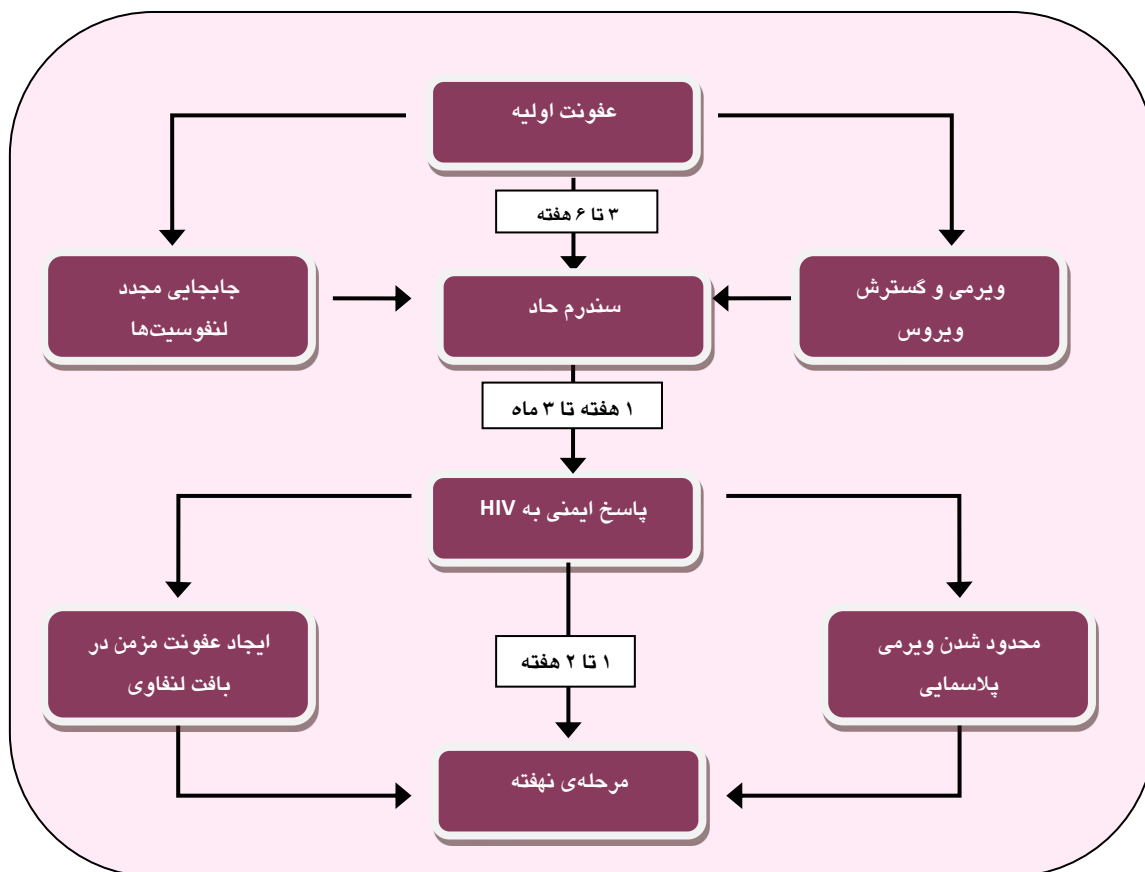 عفونت اولیه
۳ تا ۶ هفته
جابجایی مجدد
لنفوسیت‌ها
سندرم حاد
ویرمی و گسترش
ویروس
۱ هفته تا ۳ ماه
پاسخ ایمنی به HIV
ایجاد عفونت مزمن در
بافت لنفاوی
۱ تا ۲ هفته
محدود شدن ویرمی
پلاسمایی
مرحله‌ی نهفته